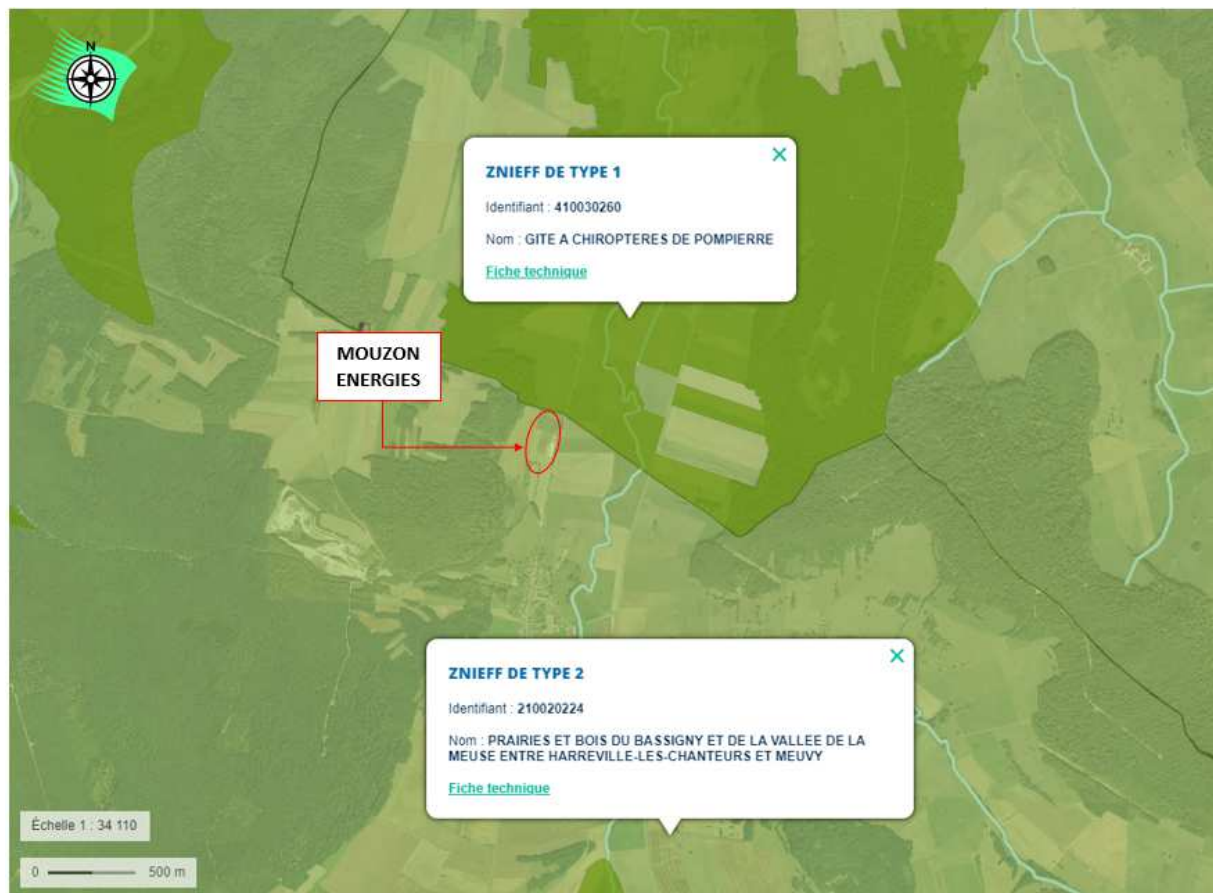 N
ZNIEFF DE TYPE 1
Identifiant : 410030260
Nom : GITE A CHIROPTERES DE POMPIERRE
Fiche technique
MOUZON
ENERGIES
ZNIEFF DE TYPE 2
Identifiant : 210020224
Nom : PRAIRIES ET BOIS DU BASSIGNY ET DE LA VALLEE DE LA
MEUSE ENTRE HARREVILLE-LES-CHANTEURS ET MEUVY
Fiche technique
Échelle 1 : 34 110
0 500 m